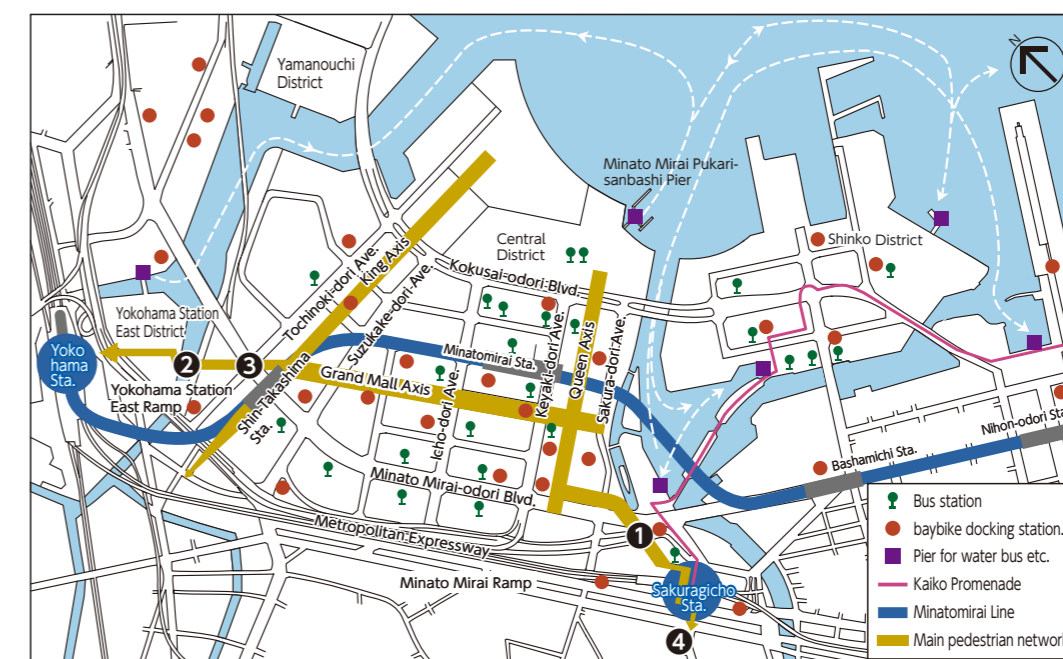 Yamanouchi
District
N
Minato Mirai Pukari-
sanbashi Pier
Shinko District
Central
District
Kokusai-odori Blvd.
Tochinoki-dori Ave.
King Axis
Suzukake-dori Ave.
Yokohama Station
East District
Yoko
hama
Sta.
2
3
Yokohama Station
East Ramp
Shin-Takashima
Sta.
Minatomirai Sta.
Grand Mall Axis
Icho-dori Ave.
Keyaki-dori Ave.
Queen Axis
Sakura-dori Ave.
Minato Mirai-odori Blvd.
Metropolitan Expressway
Minato Mirai Ramp
1
Sakuragicho
Sta.
4
Bashamichi Sta.
Nihon-odori Sta
Bus station
baybike docking station.
Pier for water bus etc.
Kaiko Promenade
Minatomirai Line
Main pedestrian network